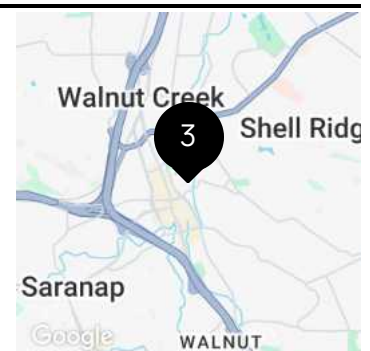 Walnut Creek
3
Shell Ridg
Saranap
Google
WALNUT